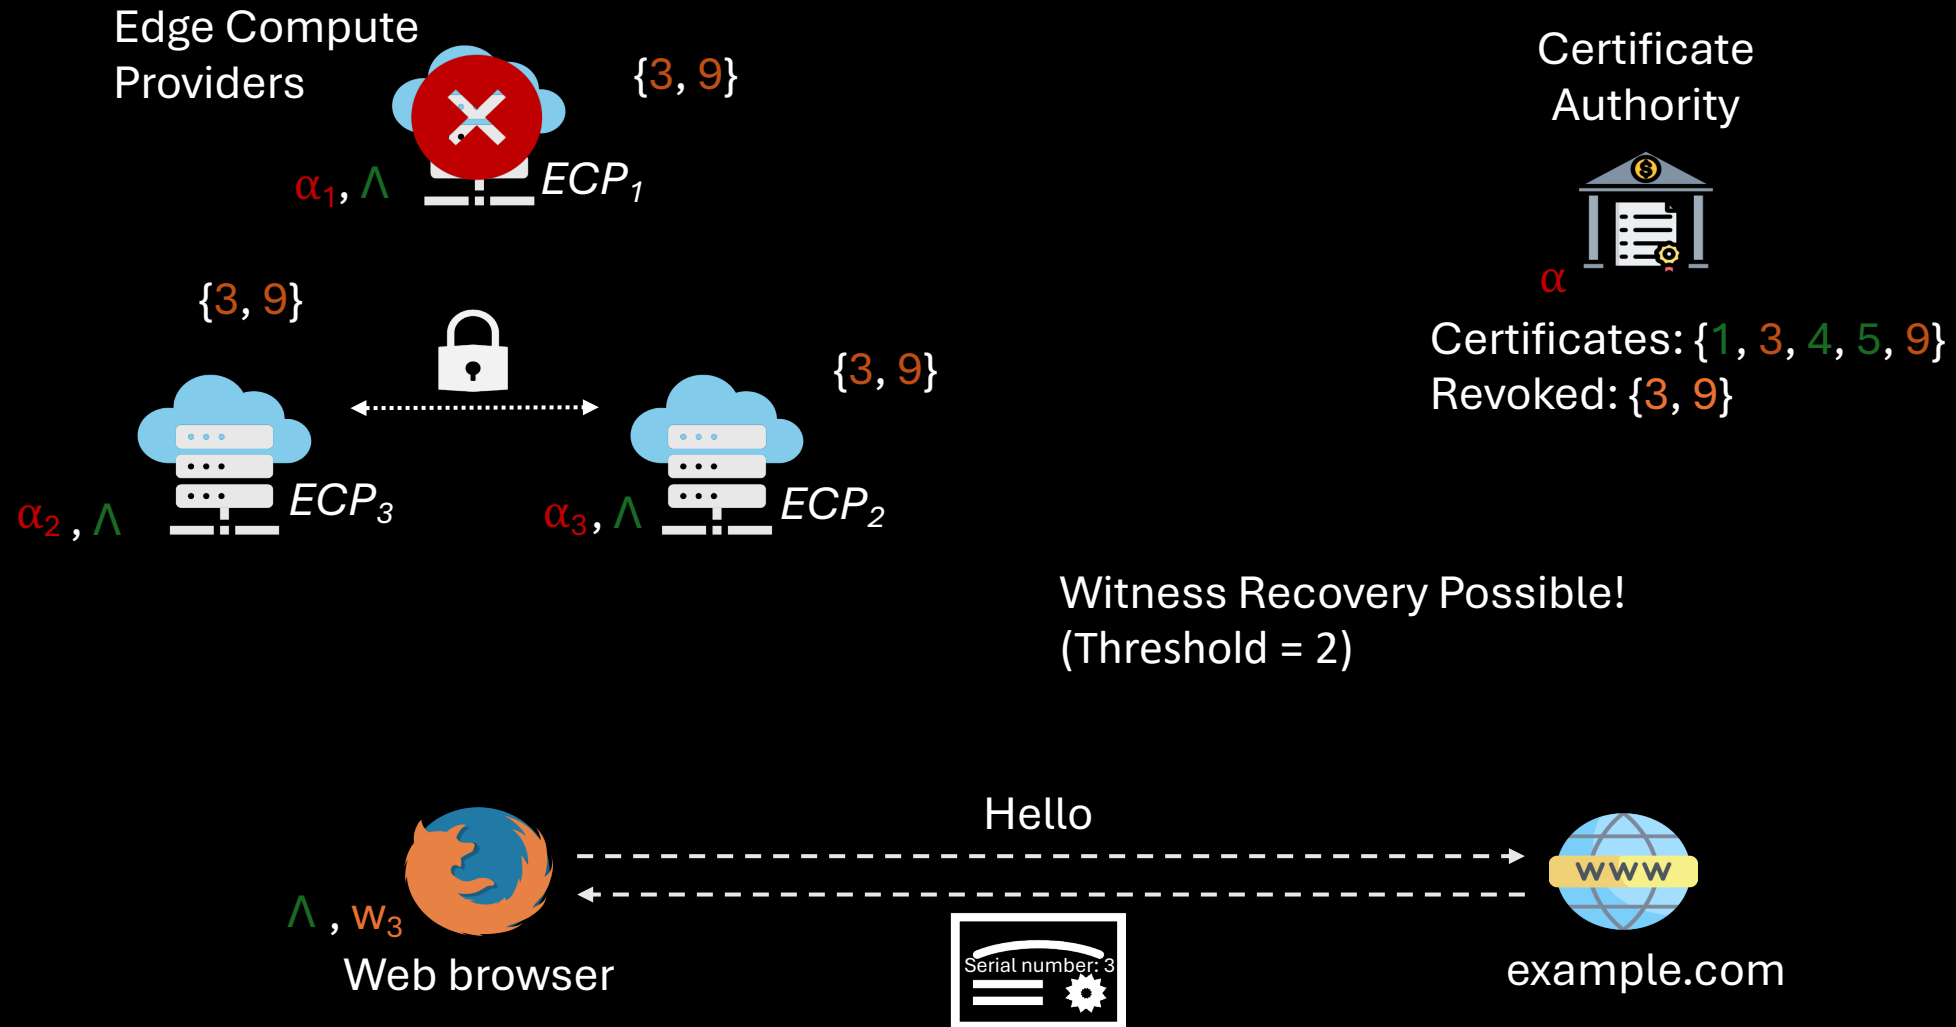 Edge Compute
Providers
{3, 9}
α₁, Λ
ECP₁
{3, 9}
{3, 9}
α₂ , Λ
ECP₃
α₃, Λ
ECP₂
Certificate
Authority
$
α
Certificates: {1, 3, 4, 5, 9}
Revoked: {3, 9}
Witness Recovery Possible!
(Threshold = 2)
Hello
WWW
Λ , w₃
Web browser
Serial number: 3
example.com